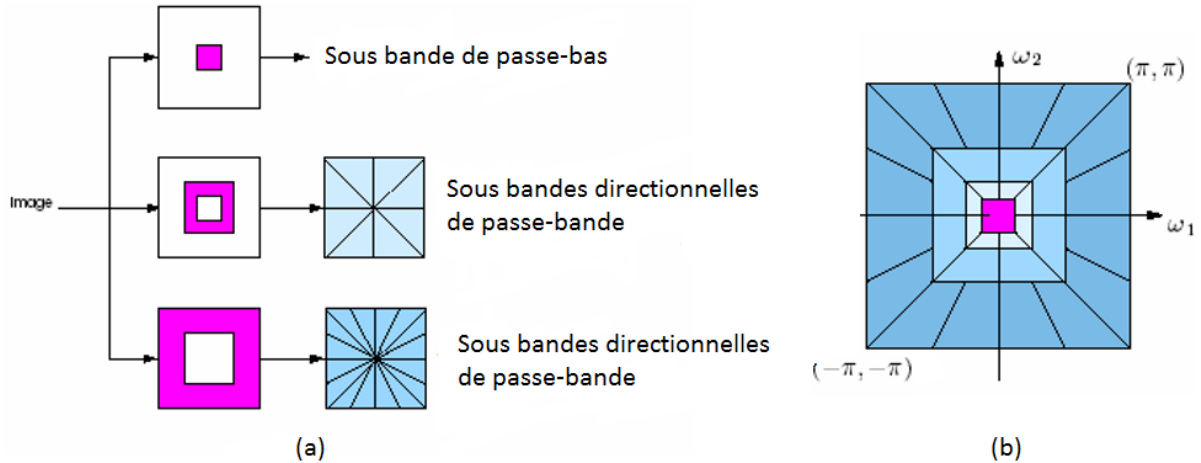 Sous bande de passe-bas
Image
Sous bandes directionnelles
de passe-bande
Sous bandes directionnelles
de passe-bande
(a)
ω₂
(π, π)
ω₁
(−π, −π)
(b)